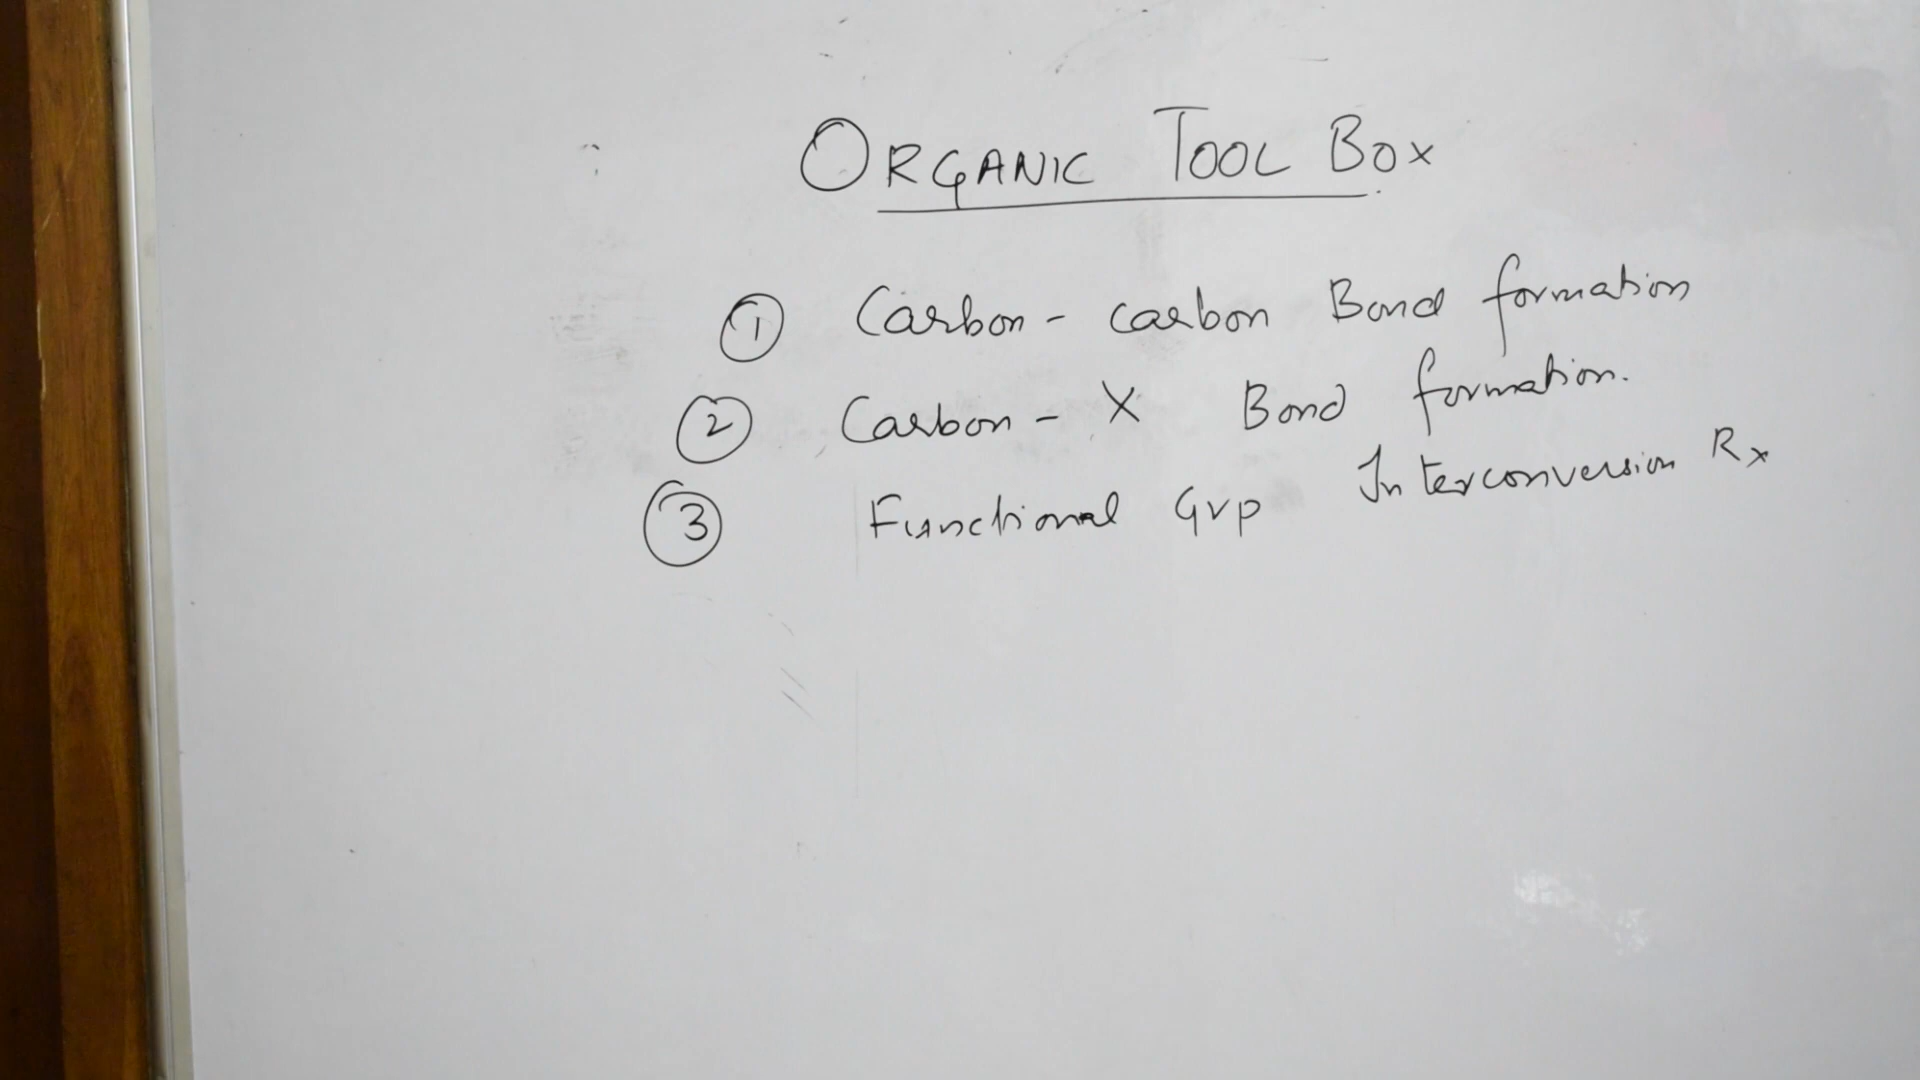 ORGANIC TOOL BOX
① Carbon - carbon Bond formation
② Carbon - X Bond formation.
③ Functional Grp Interconversion Rx